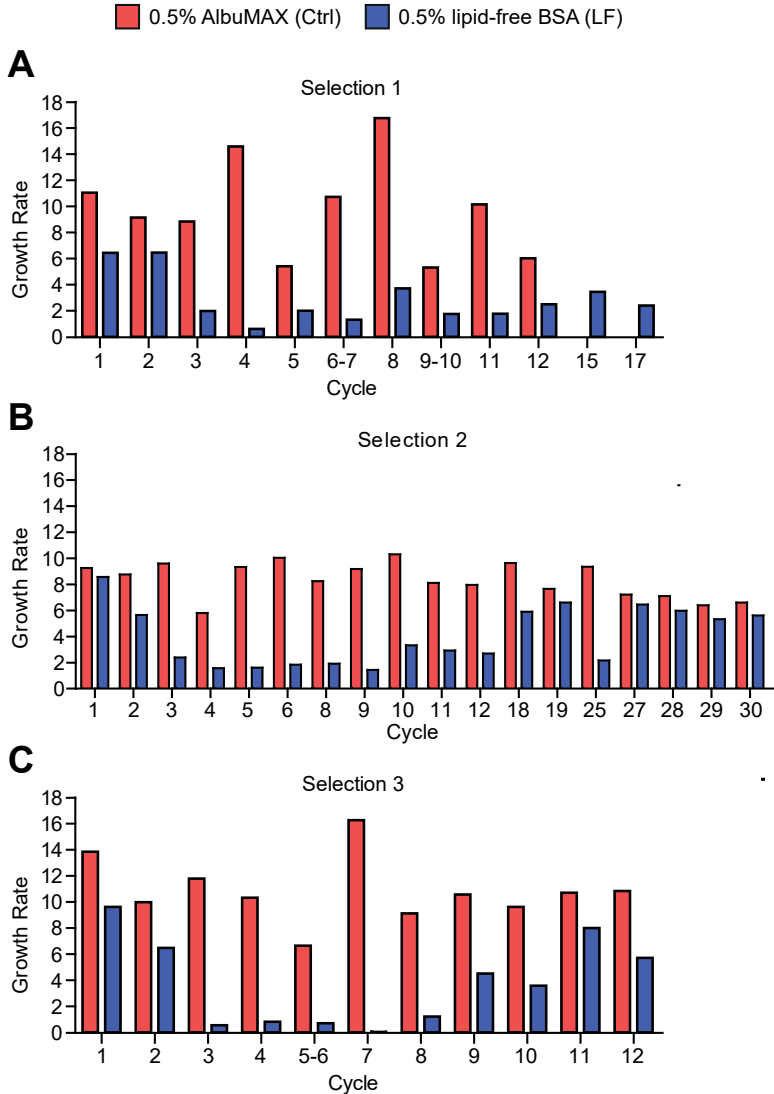 0.5% AlbuMAX (Ctrl) 0.5% lipid-free BSA (LF)
A
Selection 1
18
16
14
12
10
8
6
4
2
0
Growth Rate
1 2 3 4 5 6-7 8 9-10 11 12 15 17
Cycle
B
Selection 2
18
16
14
12
10
8
6
4
2
0
Growth Rate
1 2 3 4 5 6 8 9 10 11 12 18 19 25 27 28 29 30
Cycle
C
Selection 3
18
16
14
12
10
8
6
4
2
0
Growth Rate
1 2 3 4 5-6 7 8 9 10 11 12
Cycle